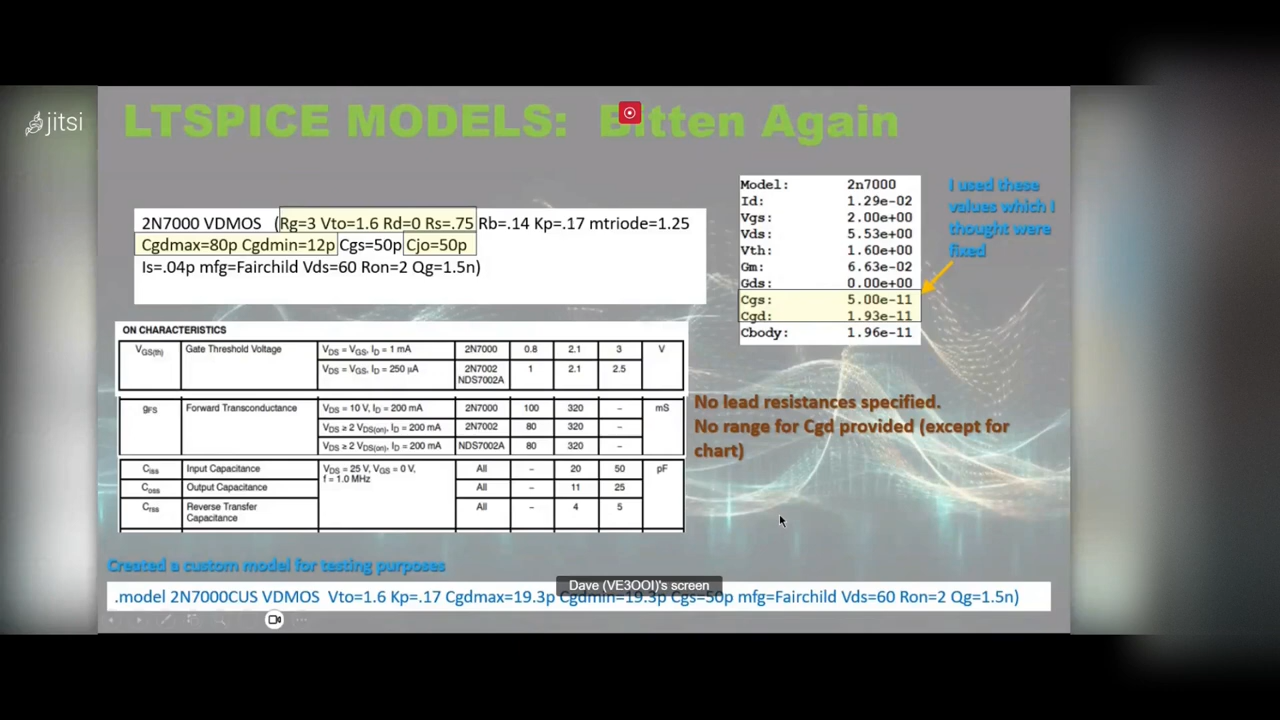 jitsi
LTSPICE MODELS: Bitten Again
2N7000 VDMOS (Rg=3 Vto=1.6 Rd=0 Rs=.75 Rb=.14 Kp=.17 mtriode=1.25
Cgdmax=80p Cgdmin=12p Cgs=50p Cjo=50p
Is=.04p mfg=Fairchild Vds=60 Ron=2 Qg=1.5n)
Model: 2n7000
Id: 1.29e-02
Vgs: 2.00e+00
Vds: 5.53e+00
Vth: 1.60e+00
Gm: 6.63e-02
Gds: 0.00e+00
Cgs: 5.00e-11
Cgd: 1.93e-11
Cbody: 1.96e-11
I used these
values which I
thought were
fixed
ON CHARACTERISTICS
VGS(th) Gate Threshold Voltage VDS = VGS, ID = 1 mA 2N7000 0.8 2.1 3 V
VDS = VGS, ID = 250 µA 2N7002 1 2.1 2.5
NDS7002A
gFS Forward Transconductance VDS = 10 V, ID = 200 mA 2N7000 100 320 – mS
VDS ≥ 2 VDS(on), ID = 200 mA 2N7002 80 320 –
VDS ≥ 2 VDS(on), ID = 200 mA NDS7002A 80 320 –
Ciss Input Capacitance VDS = 25 V, VGS = 0 V, All – 20 50 pF
f = 1.0 MHz
Coss Output Capacitance All – 11 25
Crss Reverse Transfer All – 4 5
Capacitance
No lead resistances specified.
No range for Cgd provided (except for
chart)
Created a custom model for testing purposes
Dave (VE3OOI)'s screen
.model 2N7000CUS VDMOS Vto=1.6 Kp=.17 Cgdmax=19.3p Cgdmin=19.3p Cgs=50p mfg=Fairchild Vds=60 Ron=2 Qg=1.5n)